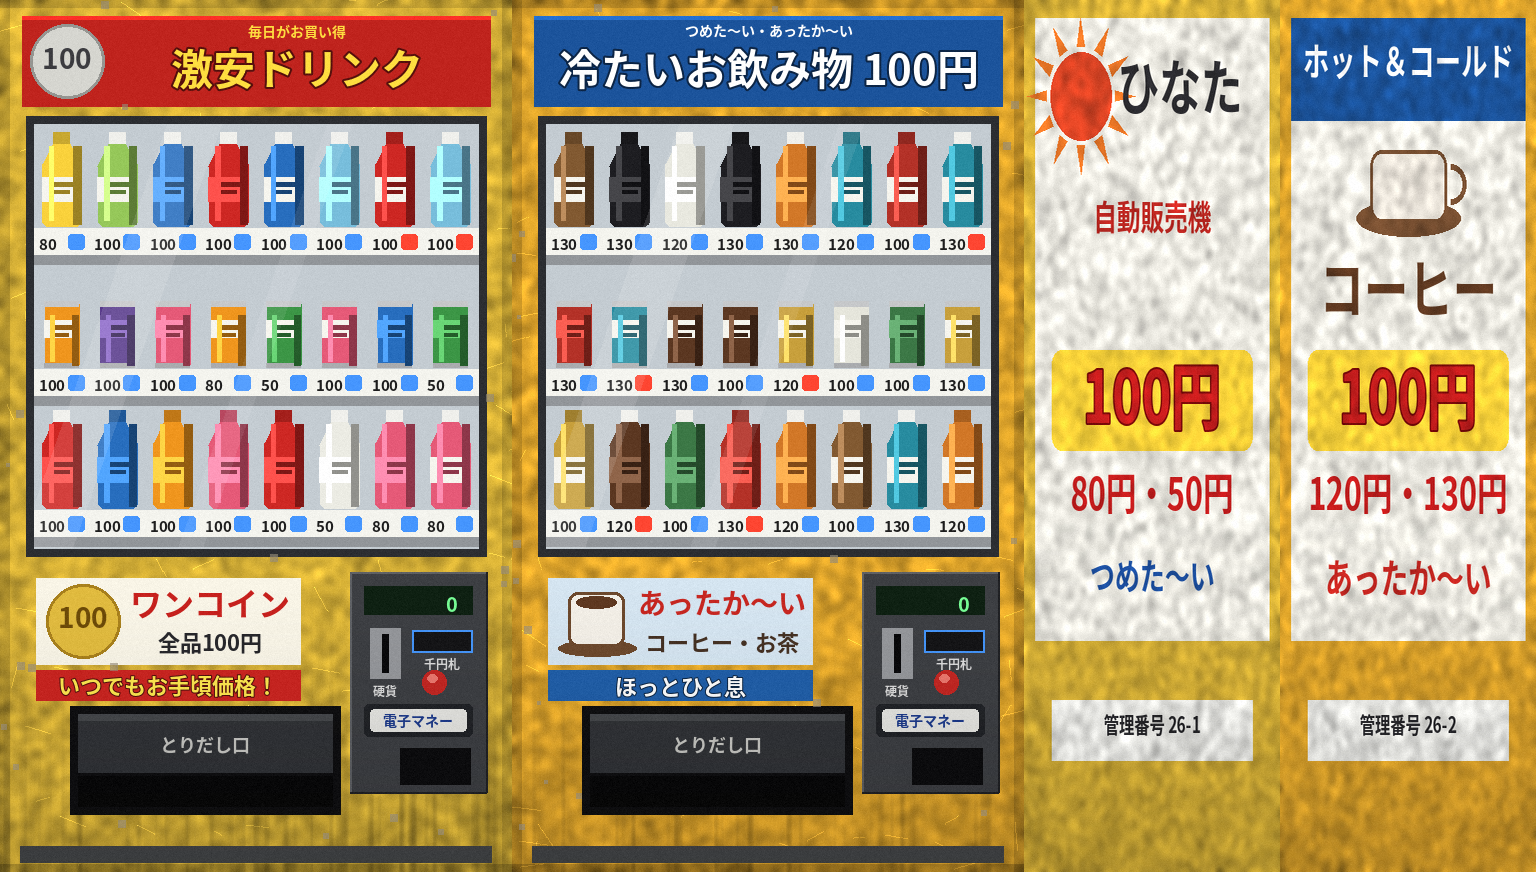 毎日がお買い得
100
激安ドリンク
80 100 100 100 100 100 100 100
100 100 100 80 50 100 100 50
100 100 100 100 100 50 80 80
100
ワンコイン
全品100円
いつでもお手頃価格！
0
千円札
硬貨
電子マネー
とりだし口
つめた〜い・あったか〜い
冷たいお飲み物 100円
130 130 120 130 130 120 100 130
130 130 130 100 120 100 100 130
100 120 100 130 120 100 130 120
あったか〜い
コーヒー・お茶
ほっとひと息
0
千円札
硬貨
電子マネー
とりだし口
ひなた
自動販売機
100円
80円・50円
つめた〜い
管理番号 26-1
ホット＆コールド
コーヒー
100円
120円・130円
あったか〜い
管理番号 26-2